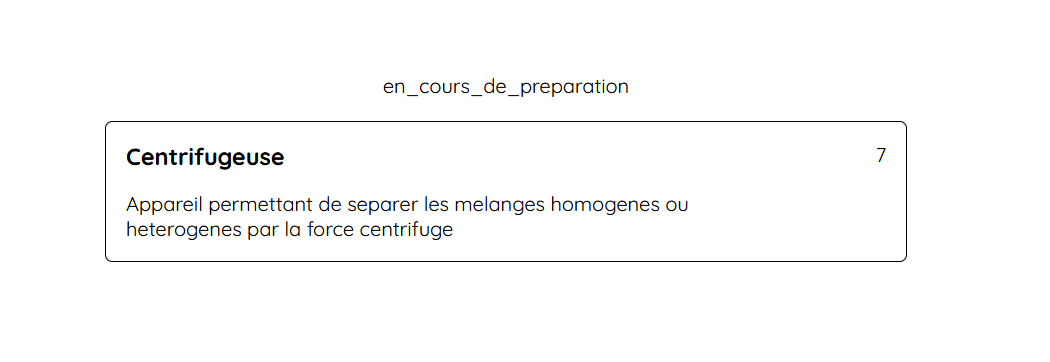 en_cours_de_preparation
Centrifugeuse
7
Appareil permettant de separer les melanges homogenes ou
heterogenes par la force centrifuge